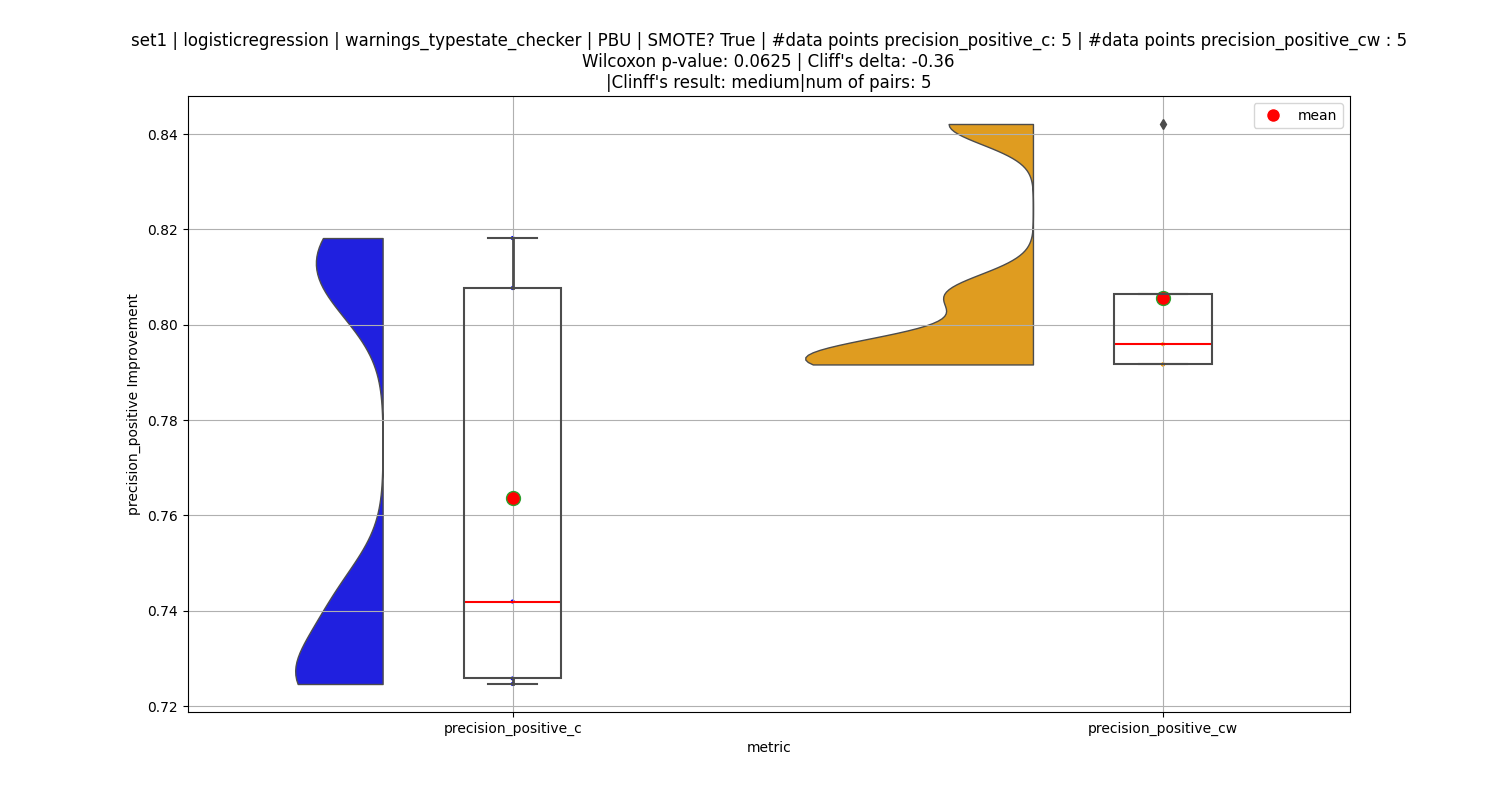 set1 | logisticregression | warnings_typestate_checker | PBU | SMOTE? True | #data points precision_positive_c: 5 | #data points precision_positive_cw : 5
Wilcoxon p-value: 0.0625 | Cliff's delta: -0.36
|Clinff's result: medium|num of pairs: 5
mean
0.84
0.82
0.80
0.78
0.76
0.74
0.72
precision_positive Improvement
precision_positive_c
precision_positive_cw
metric